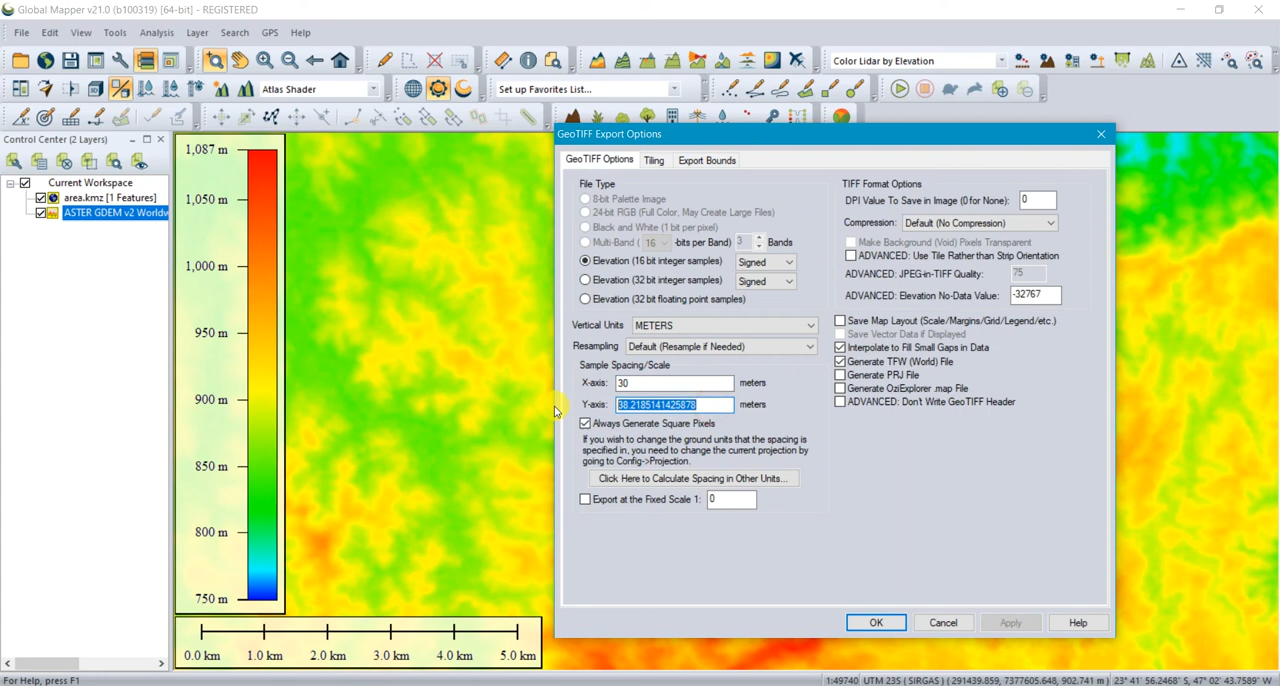 Global Mapper v21.0 (b100319) [64-bit] - REGISTERED
File Edit View Tools Analysis Layer Search GPS Help
Color Lidar by Elevation
Atlas Shader
Set up Favorites List...
Control Center (2 Layers)
Current Workspace
area.kmz [1 Features]
ASTER GDEM v2 Worldw
1,087 m
1,050 m
1,000 m
950 m
900 m
850 m
800 m
750 m
0.0 km 1.0 km 2.0 km 3.0 km 4.0 km 5.0 km
GeoTIFF Export Options
GeoTIFF Options Tiling Export Bounds
File Type
8-bit Palette Image
24-bit RGB (Full Color, May Create Large Files)
Black and White (1 bit per pixel)
Multi-Band ( 16 -bits per Band) 3 Bands
Elevation (16 bit integer samples) Signed
Elevation (32 bit integer samples) Signed
Elevation (32 bit floating point samples)
Vertical Units METERS
Resampling: Default (Resample if Needed)
Sample Spacing/Scale
X-axis: 30 meters
Y-axis: 38.2185141425878 meters
Always Generate Square Pixels
If you wish to change the ground units that the spacing is
specified in, you need to change the current projection by
going to Config->Projection.
Click Here to Calculate Spacing in Other Units...
Export at the Fixed Scale 1: 0
TIFF Format Options
DPI Value To Save in Image (0 for None): 0
Compression: Default (No Compression)
Make Background (Void) Pixels Transparent
ADVANCED: Use Tile Rather than Strip Orientation
ADVANCED: JPEG-in-TIFF Quality: 75
ADVANCED: Elevation No-Data Value: -32767
Save Map Layout (Scale/Margins/Grid/Legend/etc.)
Save Vector Data if Displayed
Interpolate to Fill Small Gaps in Data
Generate TFW (World) File
Generate PRJ File
Generate OziExplorer .map File
ADVANCED: Don't Write GeoTIFF Header
OK Cancel Apply Help
For Help, press F1
1:49740 UTM 23S ( SIRGAS ) ( 291439.859, 7377605.648, 902.741 m ) 23° 41' 56.2468" S, 47° 02' 43.7589" W